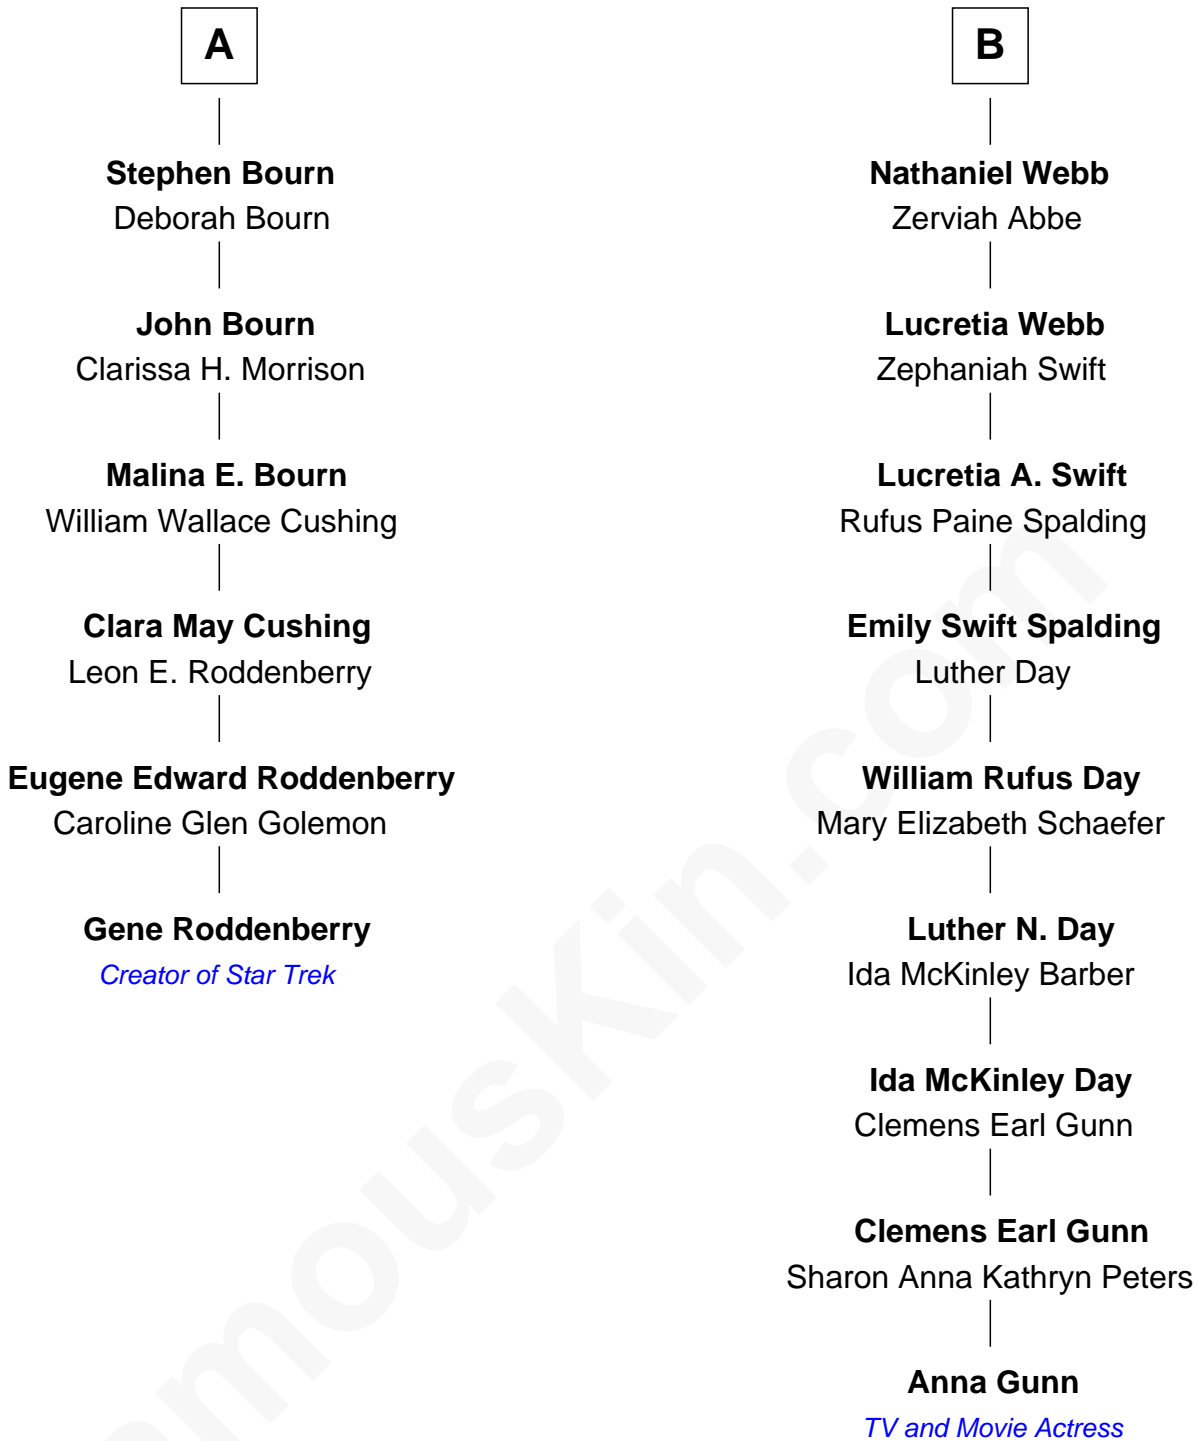 A
Stephen Bourn
Deborah Bourn
John Bourn
Clarissa H. Morrison
Malina E. Bourn
William Wallace Cushing
Clara May Cushing
Leon E. Roddenberry
Eugene Edward Roddenberry
Caroline Glen Golemon
Gene Roddenberry
Creator of Star Trek
B
Nathaniel Webb
Zerviah Abbe
Lucretia Webb
Zephaniah Swift
Lucretia A. Swift
Rufus Paine Spalding
Emily Swift Spalding
Luther Day
William Rufus Day
Mary Elizabeth Schaefer
Luther N. Day
Ida McKinley Barber
Ida McKinley Day
Clemens Earl Gunn
Clemens Earl Gunn
Sharon Anna Kathryn Peters
Anna Gunn
TV and Movie Actress
amousKin.com